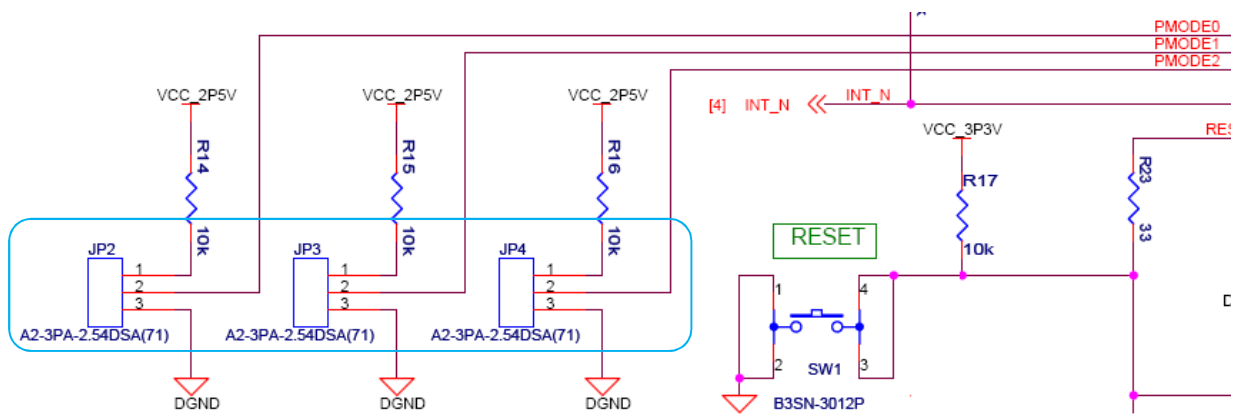 PMODE0
PMODE1
PMODE2
VCC_2P5V
VCC_2P5V
VCC_2P5V
[4] INT_N
INT_N
VCC_3P3V
R14
R15
R16
R17
R23
10k
10k
10k
10k
33
RESET
JP2
JP3
JP4
1
2
3
1
2
3
1
2
3
A2-3PA-2.54DSA(71)
A2-3PA-2.54DSA(71)
A2-3PA-2.54DSA(71)
1
4
2
3
SW1
B3SN-3012P
DGND
DGND
DGND